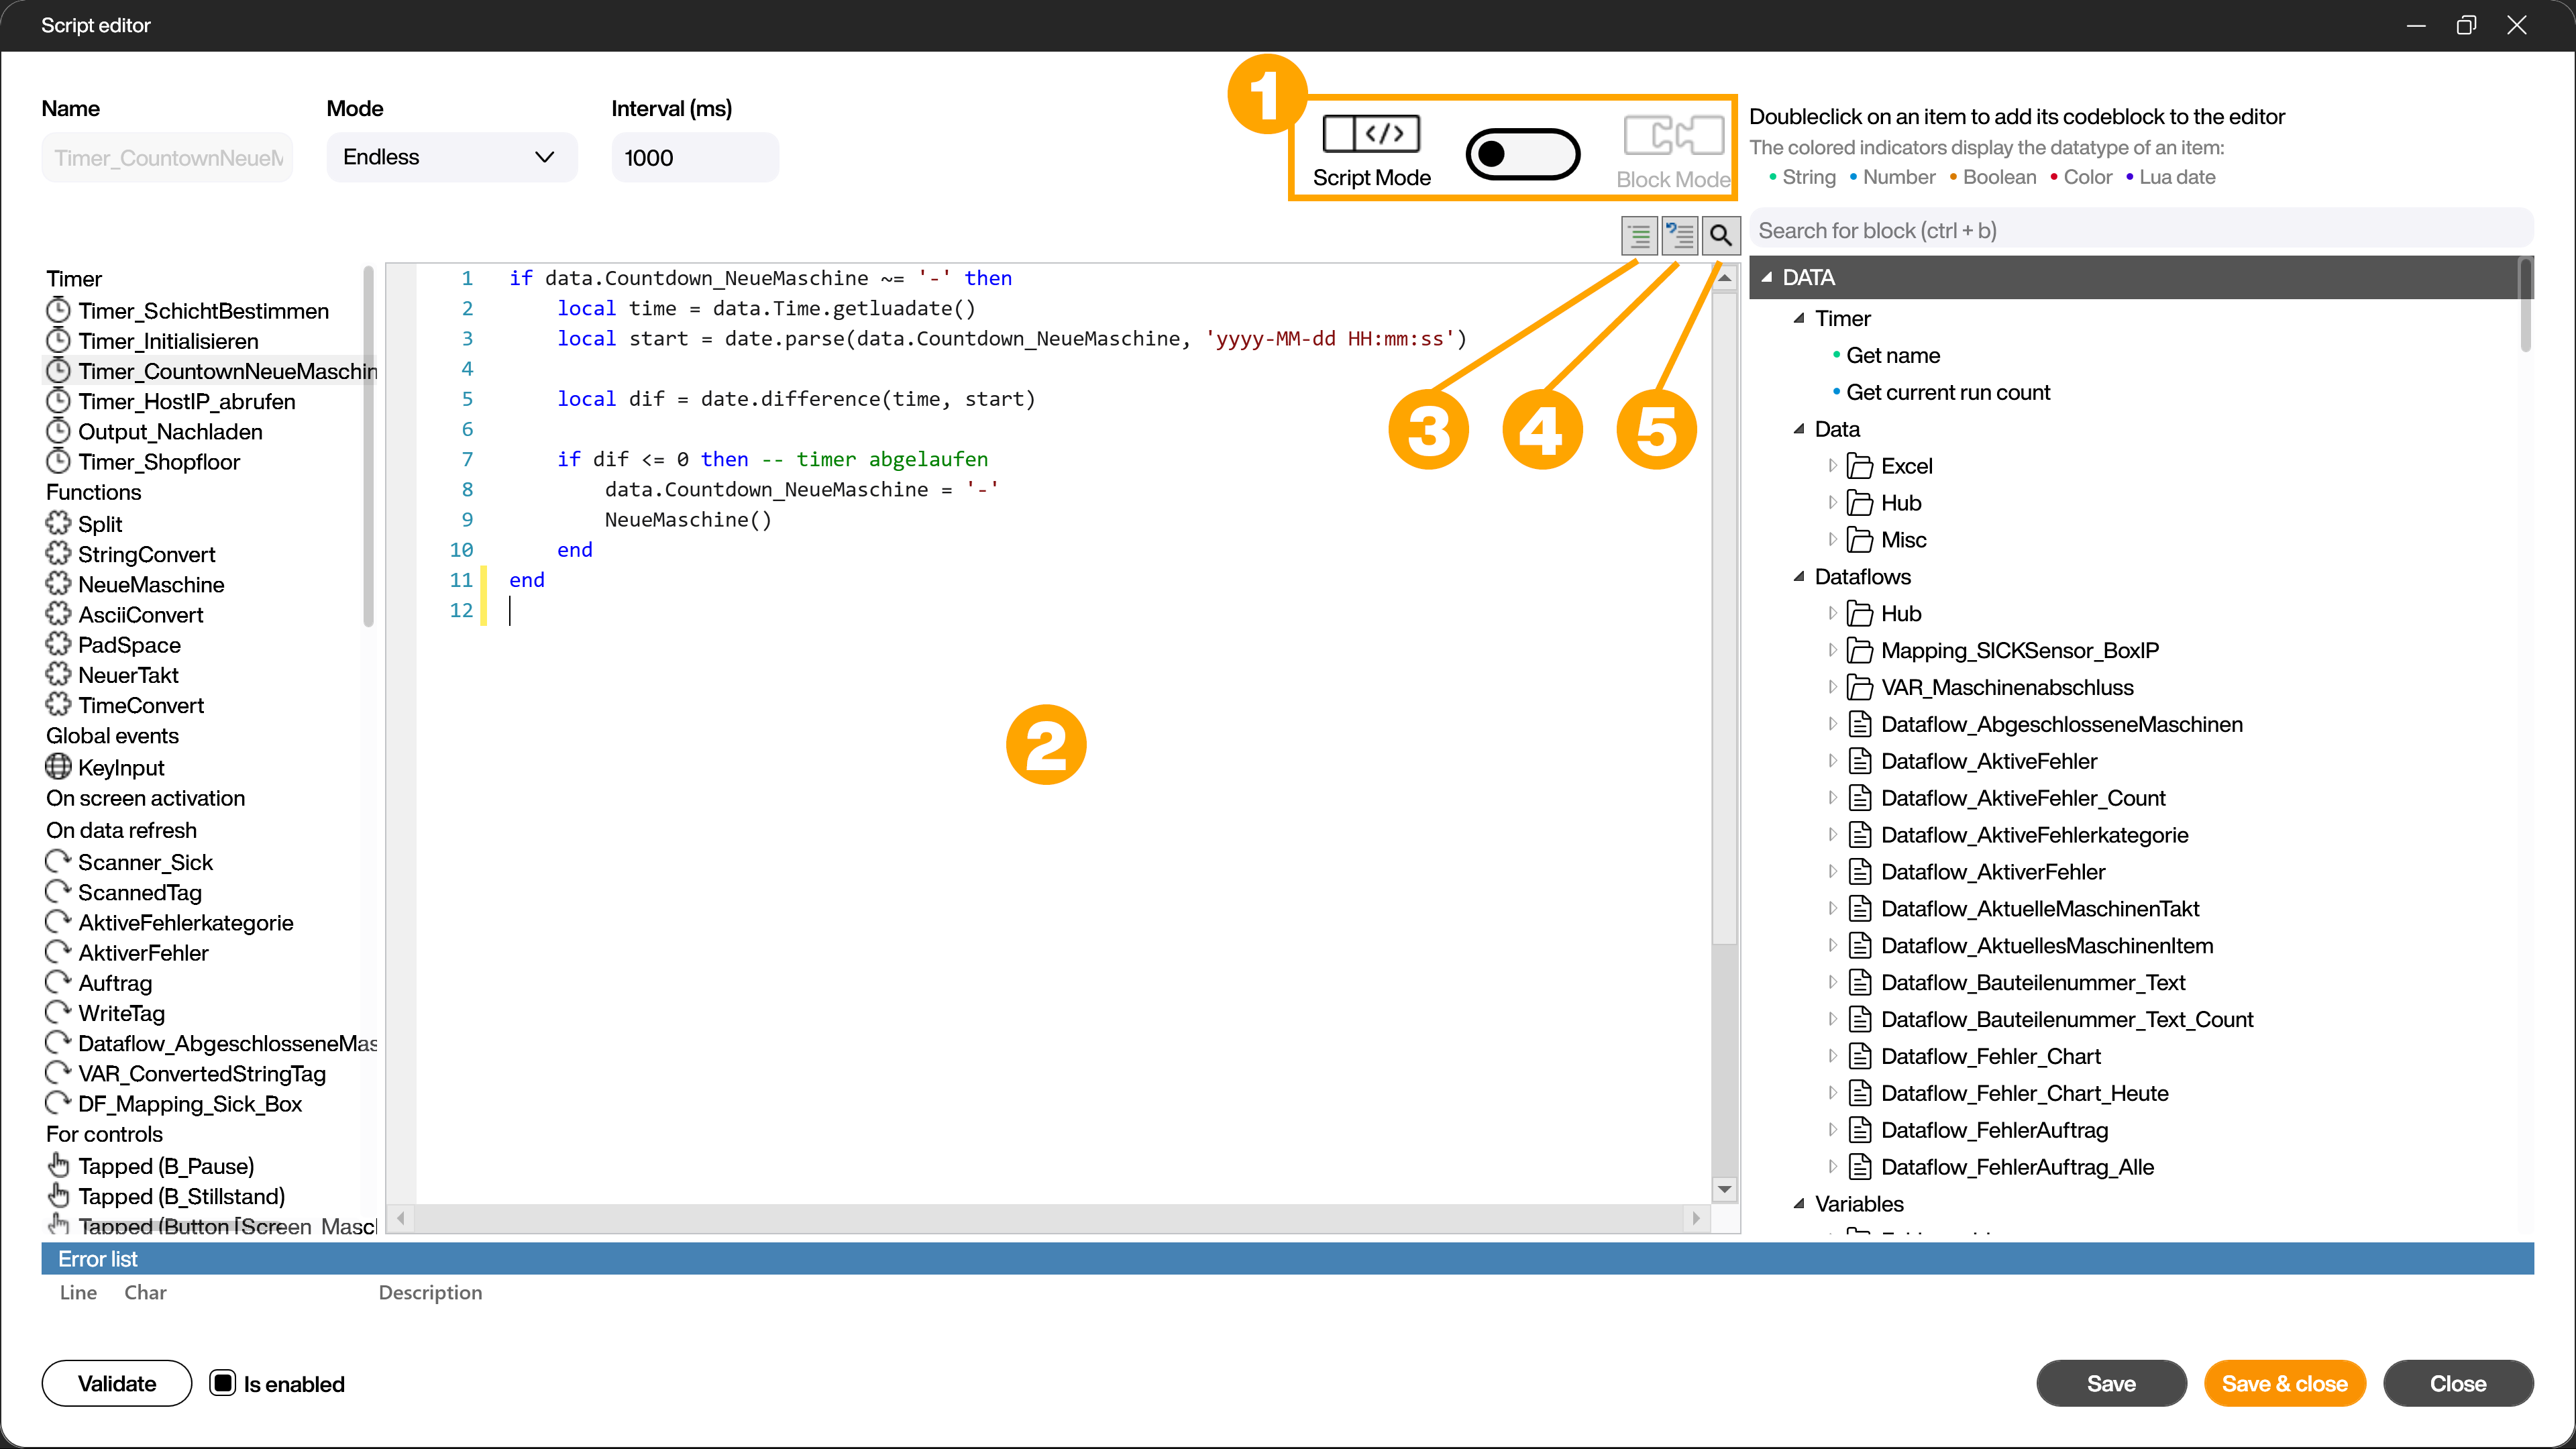 Script editor
Name
Mode
Interval (ms)
Timer_CountownNeueM
Endless
1000
1
Script Mode
Block Mode
Doubleclick on an item to add its codeblock to the editor
The colored indicators display the datatype of an item:
• String • Number • Boolean • Color • Lua date
Search for block (ctrl + b)
Timer
Timer_SchichtBestimmen
Timer_Initialisieren
Timer_CountownNeueMaschin
Timer_HostIP_abrufen
Output_Nachladen
Timer_Shopfloor
Functions
Split
StringConvert
NeueMaschine
AsciiConvert
PadSpace
NeuerTakt
TimeConvert
Global events
KeyInput
On screen activation
On data refresh
Scanner_Sick
ScannedTag
AktiveFehlerkategorie
AktiverFehler
Auftrag
WriteTag
Dataflow_AbgeschlosseneMas
VAR_ConvertedStringTag
DF_Mapping_Sick_Box
For controls
Tapped (B_Pause)
Tapped (B_Stillstand)
Tapped (Button [Screen_Mascl
1 if data.Countdown_NeueMaschine ~= '-' then
2 local time = data.Time.getluadate()
3 local start = date.parse(data.Countdown_NeueMaschine, 'yyyy-MM-dd HH:mm:ss')
4
5 local dif = date.difference(time, start)
6
7 if dif <= 0 then -- timer abgelaufen
8 data.Countdown_NeueMaschine = '-'
9 NeueMaschine()
10 end
11 end
12
3
4
5
2
DATA
Timer
• Get name
• Get current run count
Data
Excel
Hub
Misc
Dataflows
Hub
Mapping_SICKSensor_BoxIP
VAR_Maschinenabschluss
Dataflow_AbgeschlosseneMaschinen
Dataflow_AktiveFehler
Dataflow_AktiveFehler_Count
Dataflow_AktiveFehlerkategorie
Dataflow_AktiverFehler
Dataflow_AktuelleMaschinenTakt
Dataflow_AktuellesMaschinenItem
Dataflow_Bauteilenummer_Text
Dataflow_Bauteilenummer_Text_Count
Dataflow_Fehler_Chart
Dataflow_Fehler_Chart_Heute
Dataflow_FehlerAuftrag
Dataflow_FehlerAuftrag_Alle
Variables
Error list
Line
Char
Description
Validate
Is enabled
Save
Save & close
Close